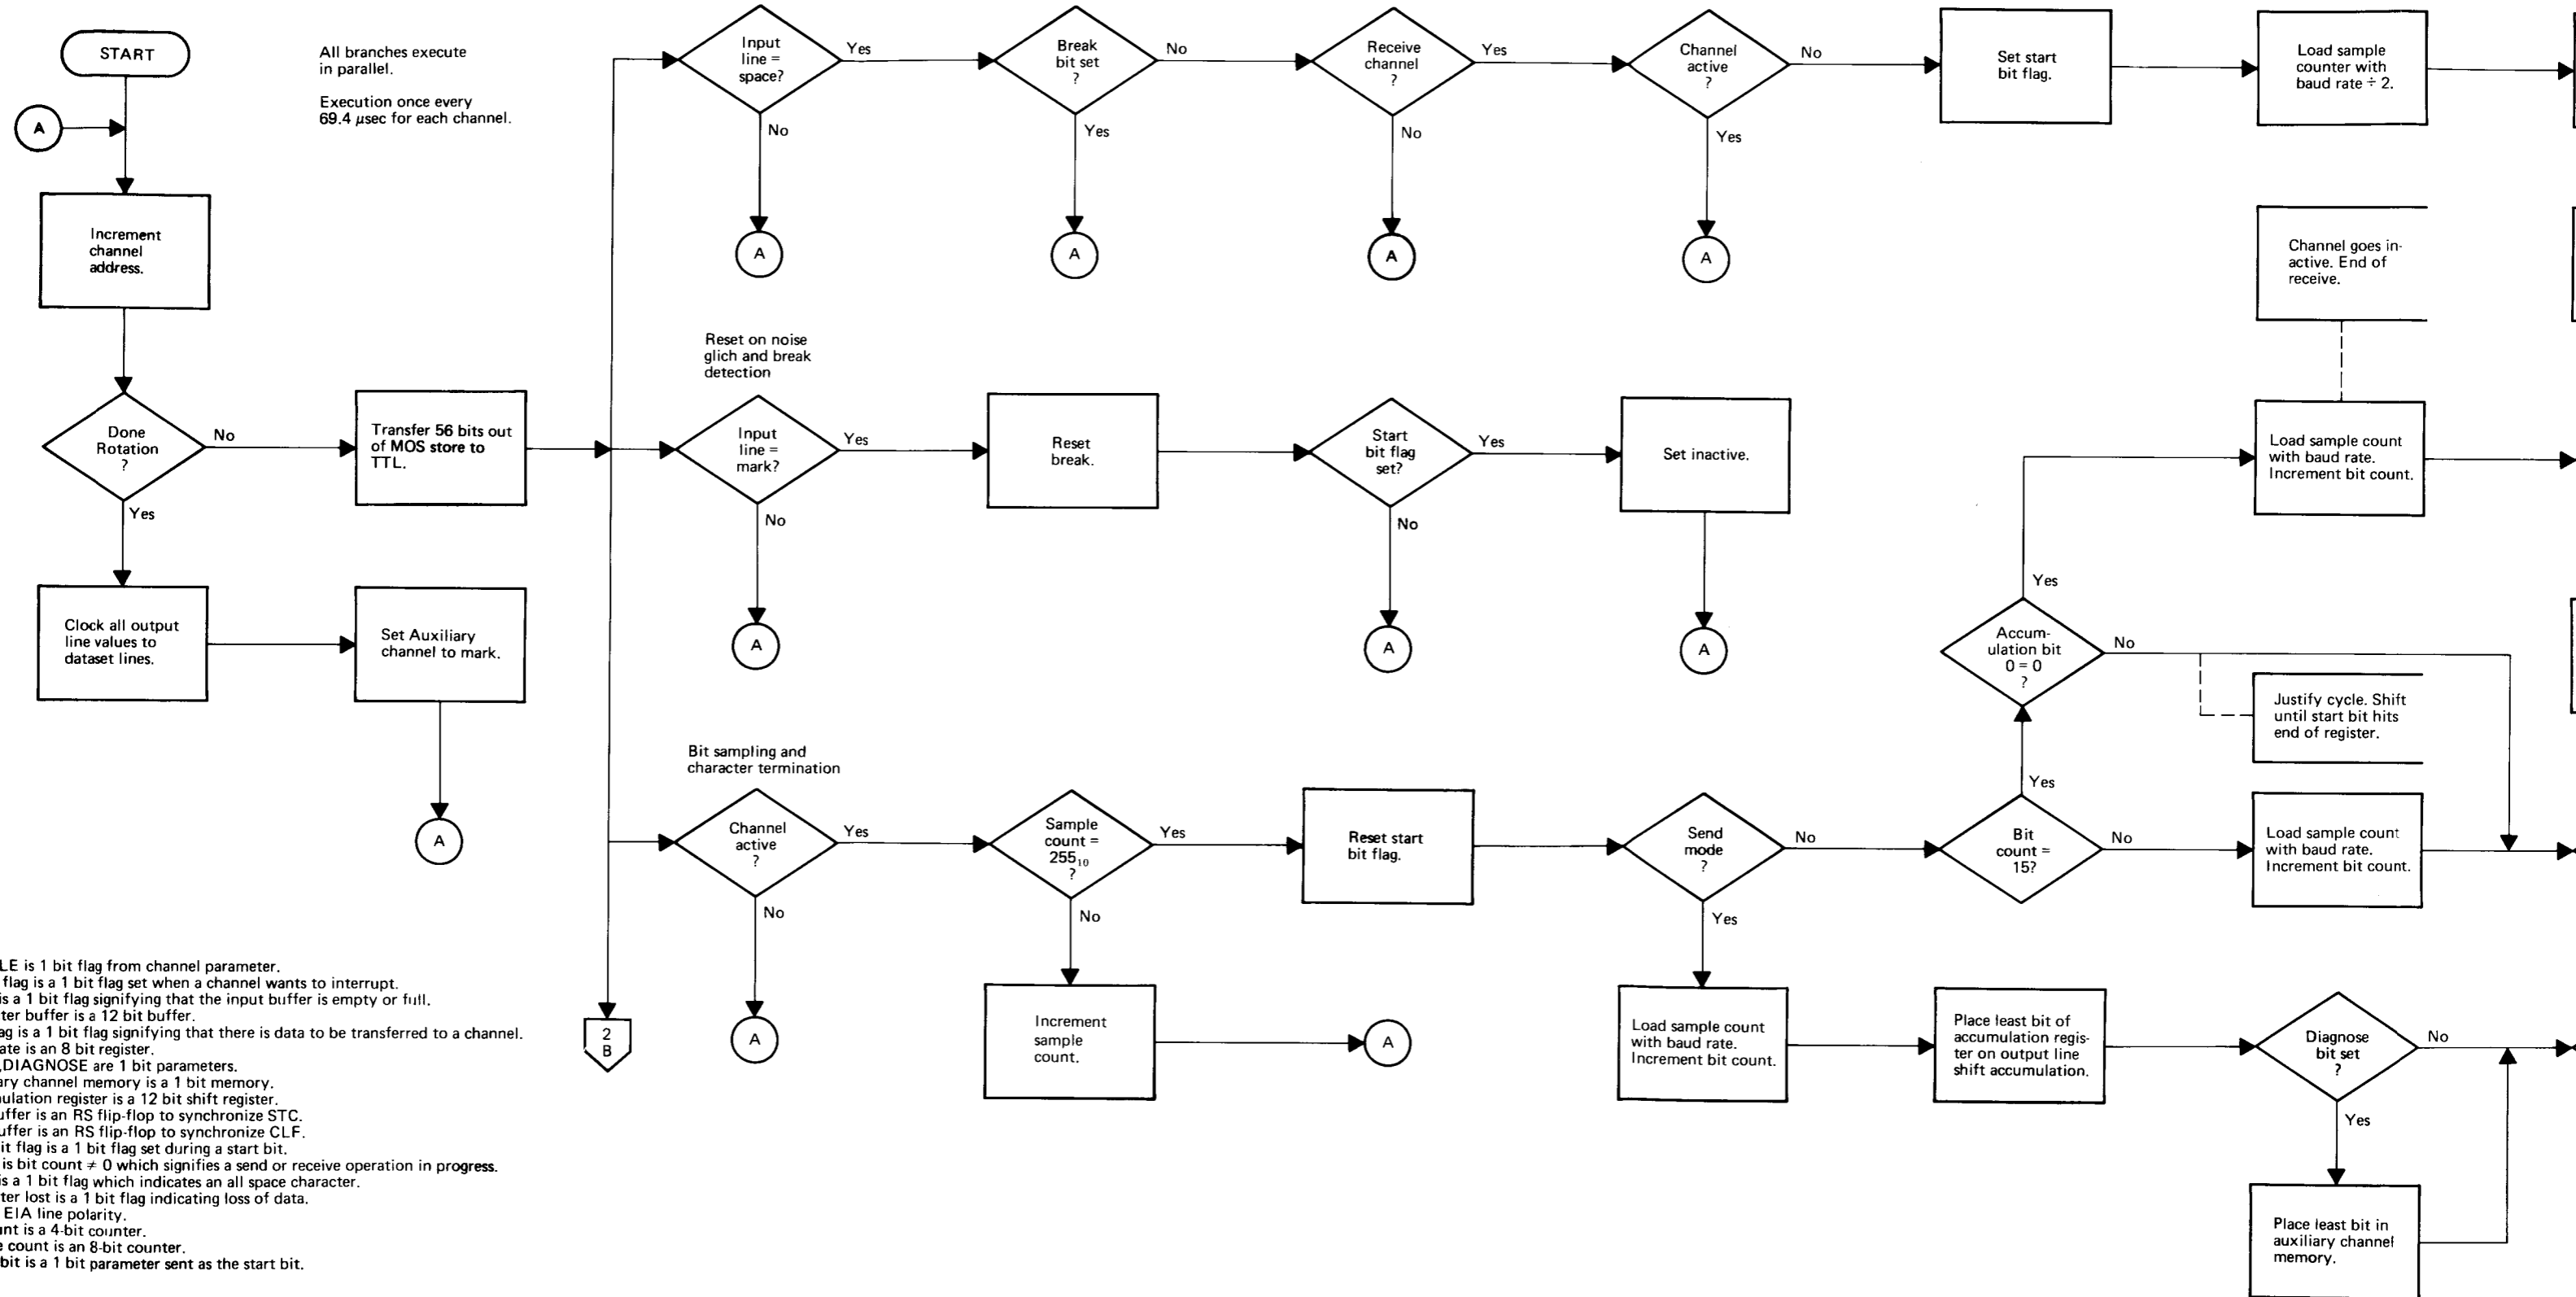 START
All branches execute
in parallel.
Execution once every
69.4 μsec for each channel.
A
Increment
channel
address.
Done
Rotation
?
No
Yes
Transfer 56 bits out
of MOS store to
TTL.
Clock all output
line values to
dataset lines.
Set Auxiliary
channel to mark.
A
Input
line =
space?
Yes
No
A
Break
bit set
?
No
Yes
A
Receive
channel
?
Yes
No
A
Channel
active
?
No
Yes
A
Set start
bit flag.
Load sample
counter with
baud rate ÷ 2.
Reset on noise
glich and break
detection
Input
line =
mark?
Yes
No
A
Reset
break.
Start
bit flag
set?
Yes
No
A
Set inactive.
A
Channel goes in-
active. End of
receive.
Load sample count
with baud rate.
Increment bit count.
Yes
Accum-
ulation bit
0 = 0
?
No
Justify cycle. Shift
until start bit hits
end of register.
Bit sampling and
character termination
Channel
active
?
Yes
No
A
Sample
count =
255₁₀
?
Yes
No
Increment
sample
count.
A
Reset start
bit flag.
Send
mode
?
No
Yes
Bit
count =
15?
Yes
No
Load sample count
with baud rate.
Increment bit count.
Load sample count
with baud rate.
Increment bit count.
Place least bit of
accumulation regis-
ter on output line
shift accumulation.
Diagnose
bit set
?
No
Yes
Place least bit in
auxiliary channel
memory.
2
B
LE is 1 bit flag from channel parameter.
flag is a 1 bit flag set when a channel wants to interrupt.
is a 1 bit flag signifying that the input buffer is empty or full.
ter buffer is a 12 bit buffer.
ag is a 1 bit flag signifying that there is data to be transferred to a channel.
ate is an 8 bit register.
,DIAGNOSE are 1 bit parameters.
ary channel memory is a 1 bit memory.
ulation register is a 12 bit shift register.
uffer is an RS flip-flop to synchronize STC.
uffer is an RS flip-flop to synchronize CLF.
it flag is a 1 bit flag set during a start bit.
is bit count ≠ 0 which signifies a send or receive operation in progress.
is a 1 bit flag which indicates an all space character.
ter lost is a 1 bit flag indicating loss of data.
EIA line polarity.
unt is a 4-bit counter.
e count is an 8-bit counter.
bit is a 1 bit parameter sent as the start bit.